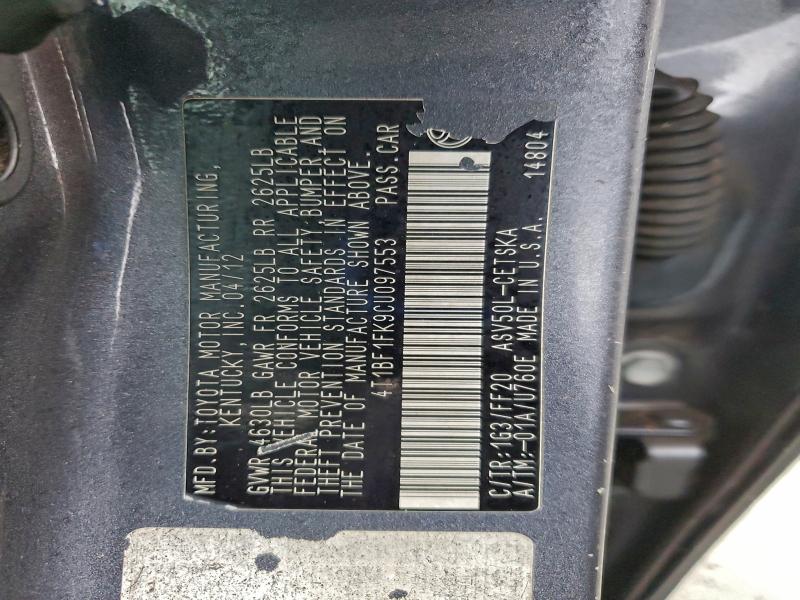 MFD. BY: TOYOTA MOTOR MANUFACTURING,
KENTUCKY, INC. 04/12
GVWR 4630LB GAWR FR 2625LB RR 2625LB
THIS VEHICLE CONFORMS TO ALL APPLICABLE
FEDERAL MOTOR VEHICLE SAFETY, BUMPER, AND
THEFT PREVENTION STANDARDS IN EFFECT ON
THE DATE OF MANUFACTURE SHOWN ABOVE.
4T1BF1FK9CU097553 PASS. CAR
C/TR: 1G3/FF20 ASV50L-CETSKA
A/TM: -01A/U760E MADE IN U.S.A. 14804